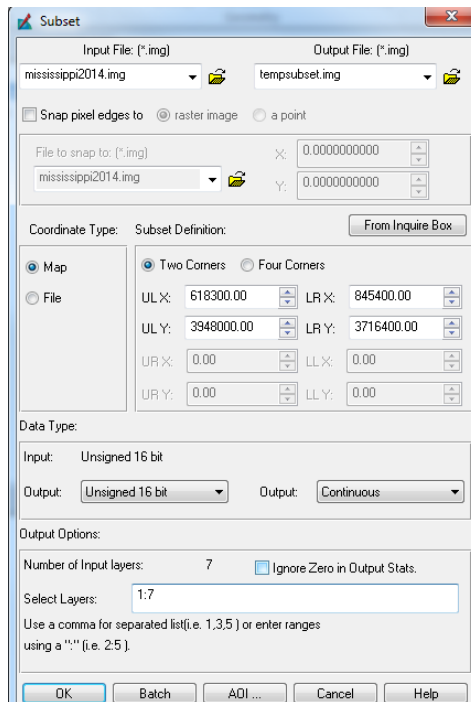 Subset
Input File: (*.img) Output File: (*.img)
mississippi2014.img tempsubset.img
Snap pixel edges to raster image a point
File to snap to: (*.img) X: 0.0000000000
mississippi2014.img Y: 0.0000000000
Coordinate Type: Subset Definition: From Inquire Box
Map Two Corners Four Corners
File UL X: 618300.00 LR X: 845400.00
UL Y: 3948000.00 LR Y: 3716400.00
UR X: 0.00 LL X: 0.00
UR Y: 0.00 LL Y: 0.00
Data Type:
Input: Unsigned 16 bit
Output: Unsigned 16 bit Output: Continuous
Output Options:
Number of Input layers: 7 Ignore Zero in Output Stats.
Select Layers: 1:7
Use a comma for separated list(i.e. 1,3,5 ) or enter ranges
using a ":" (i.e. 2:5 ).
OK Batch AOI ... Cancel Help